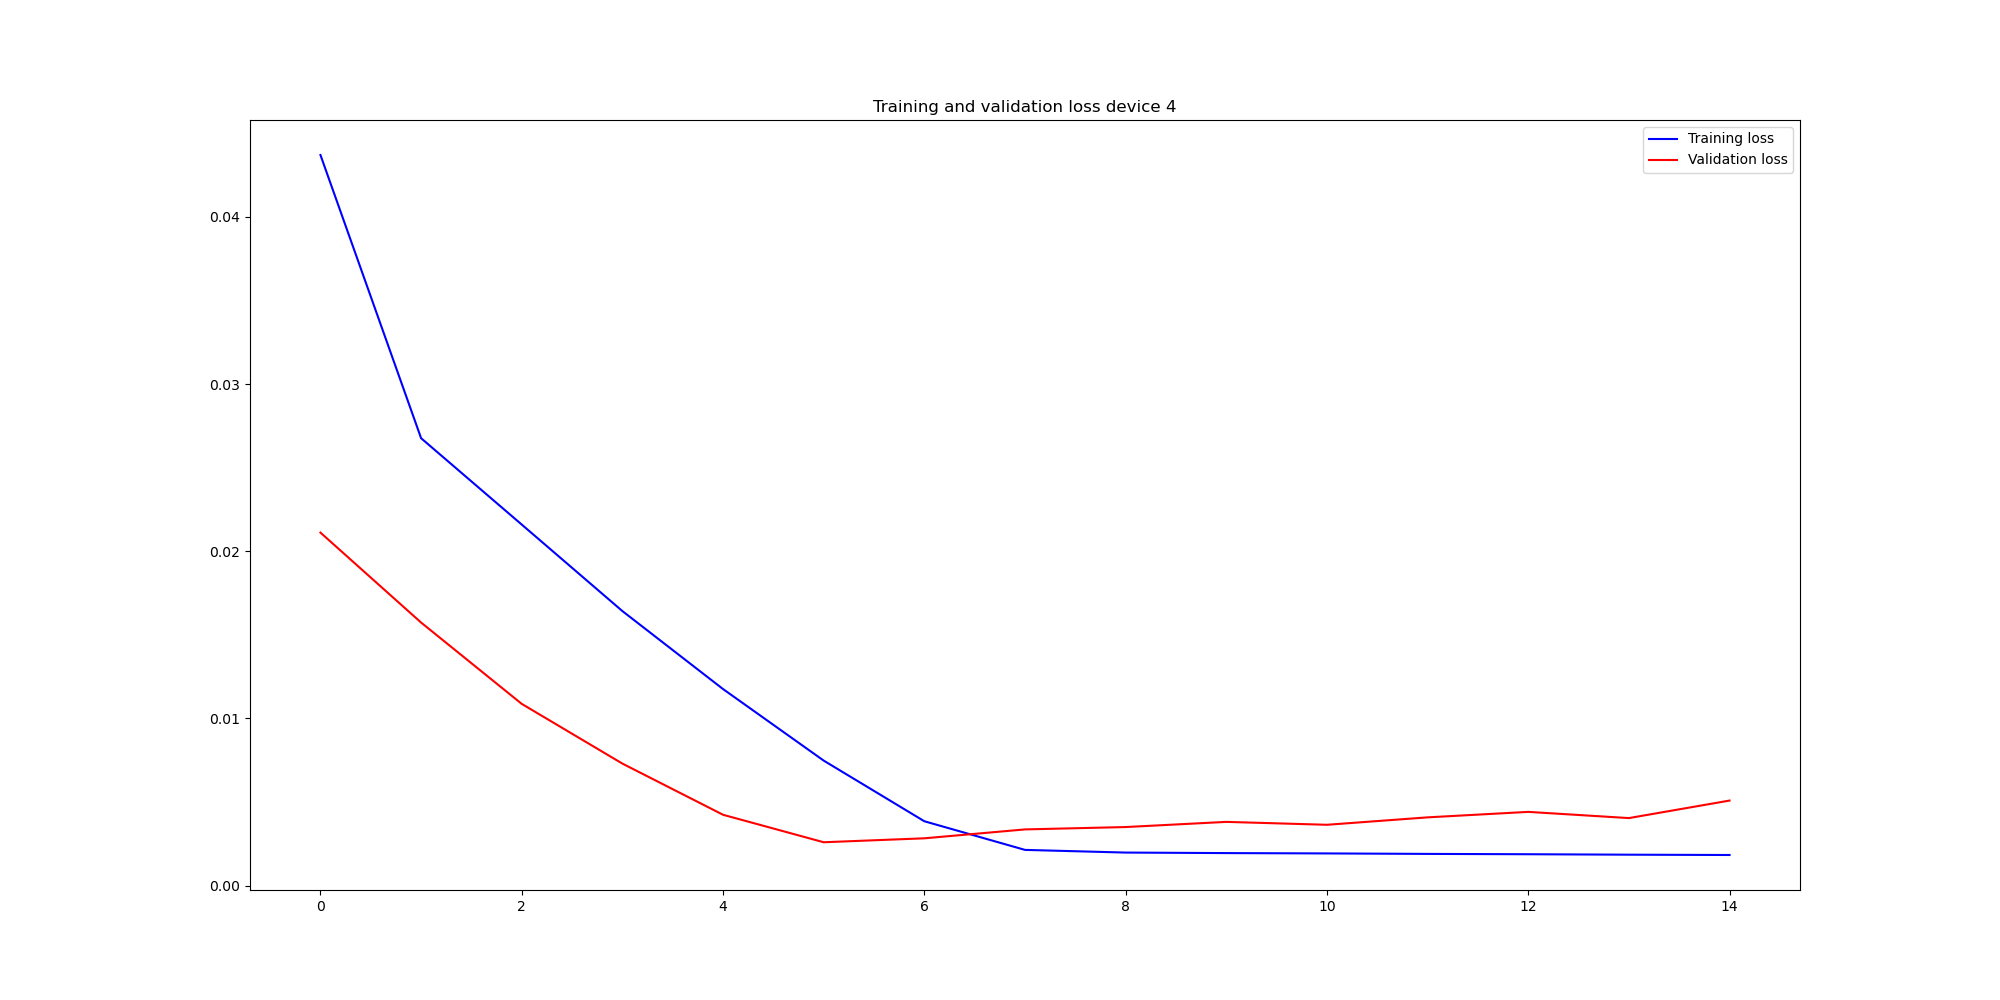 Training and validation loss device 4
Training loss
Validation loss
0.04
0.03
0.02
0.01
0.00
0 2 4 6 8 10 12 14